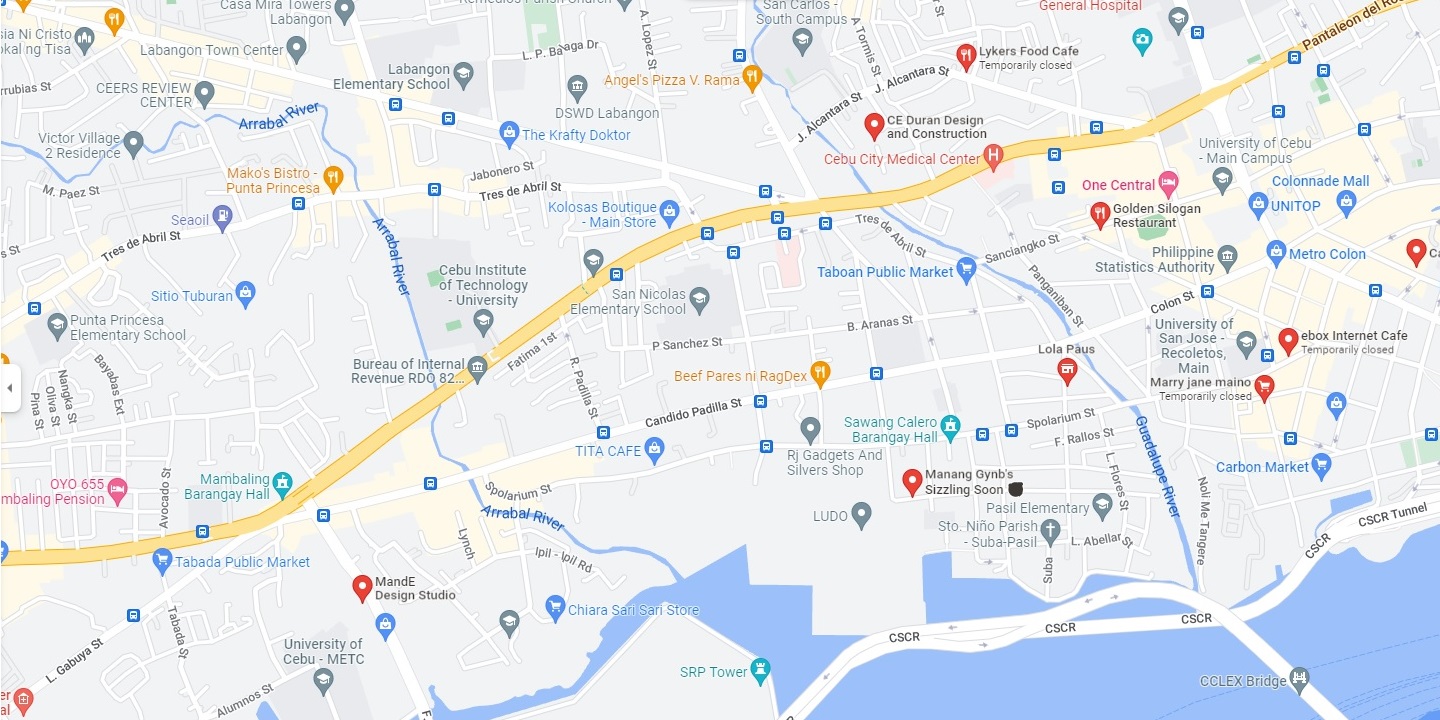 Casa Mira Towers
Labangon
San Carlos -
South Campus
General Hospital
Pantaleon del Ro
Labangon Town Center
A. Lopez St
L. P. Ba
aga Dr
A Tormis St
Lykers Food Cafe
Temporarily closed
Labangon
Elementary School
Angel's Pizza V. Rama
J. Alcantara St
CEERS REVIEW
CENTER
DSWD Labangon
Arrabal River
J. Alcantara St
CE Duran Design
and Construction
The Krafty Doktor
Victor Village
2 Residence
Cebu City Medical Center
University of Cebu
- Main Campus
Jabonero St
Mako's Bistro -
Punta Princesa
M. Paez St
Tres de Abril St
One Central
Colonnade Mall
UNITOP
Kolosas Boutique
- Main Store
Golden Silogan
Restaurant
Seaoil
Tres de Abril St
Tres de Abril St
Sanciangko St
Arrabal River
Philippine
Statistics Authority
Metro Colon
Cebu Institute
of Technology
- University
Taboan Public Market
Panganiban St
Sitio Tuburan
San Nicolas
Elementary School
Colon St
Punta Princesa
Elementary School
B. Aranas St
University of
San Jose -
Recoletos,
Main
ebox Internet Cafe
Temporarily closed
Fatima 1st
P Sanchez St
Lola Paus
Bureau of Internal
Revenue RDO 82...
Beef Pares ni RagDex
Marry jane maino
Temporarily closed
Bayabas Ext
Nangka St
Oliva St
Pina St
R. Padilla St
Candido Padilla St
Sawang Calero
Barangay Hall
Spolarium St
F. Rallos St
TITA CAFE
Rj Gadgets And
Silvers Shop
Guadalupe River
Carbon Market
Manang Gynb's
Sizzling Soon
Mambaling
Barangay Hall
OYO 655
mbaling Pension
Avocado St
Spolarium St
L. Flores St
Noli Me Tangere
Pasil Elementary
Arrabal River
LUDO
Sto. Niño Parish
- Suba-Pasil
L. Abellar St
CSCR Tunnel
CSCR
Lynch
Ipil - Ipil Rd
Suba
Tabada Public Market
MandE
Design Studio
Chiara Sari Sari Store
Tabada St
CSCR
CSCR
CSCR
University of
Cebu - METC
L. Gabuya St
SRP Tower
CCLEX Bridge
Alumnos St